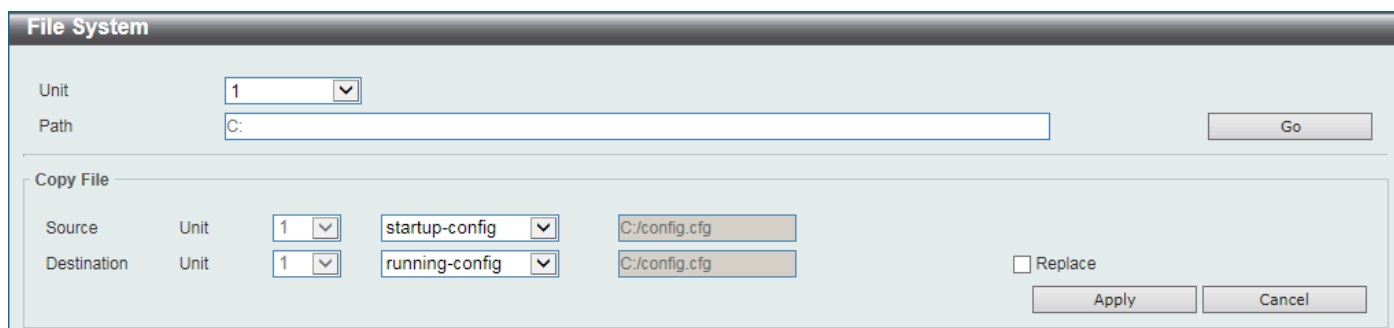 File System
Unit 1
Path C: Go
Copy File
Source Unit 1 startup-config C:/config.cfg
Destination Unit 1 running-config C:/config.cfg Replace
Apply Cancel